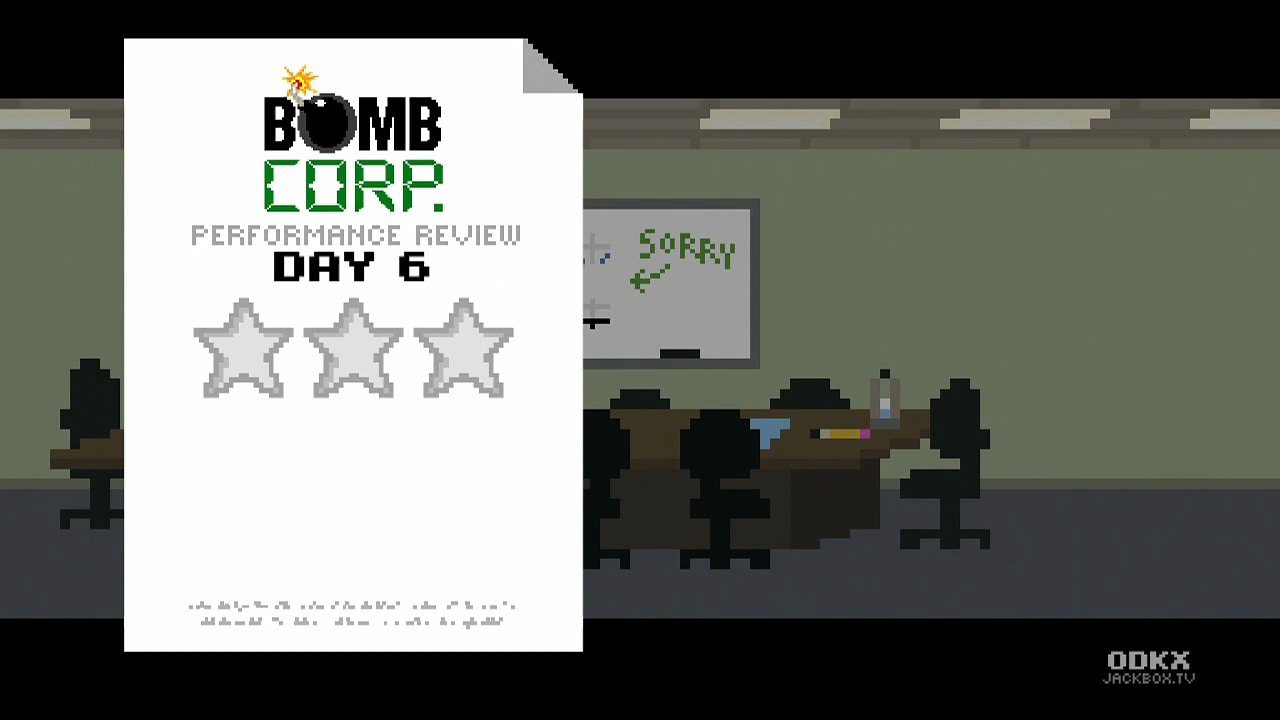 BOMB
CORP.
PERFORMANCE REVIEW
DAY 6
SORRY
ODKX
JACKBOX.TV